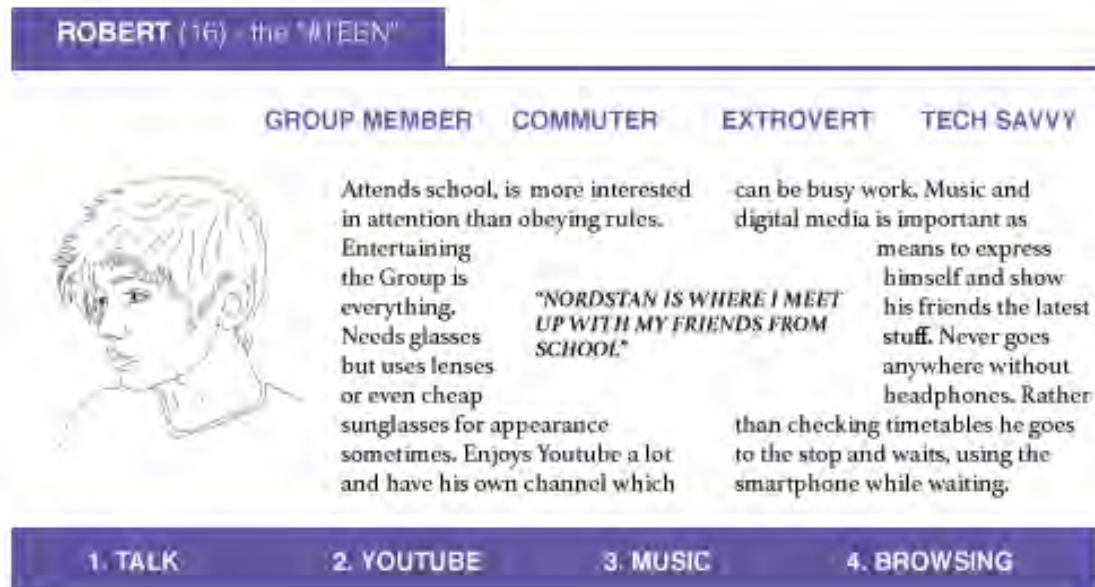 ROBERT (16) - the "#TEEN"
GROUP MEMBER COMMUTER EXTROVERT TECH SAVVY
Attends school, is more interested
in attention than obeying rules.
Entertaining
the Group is
everything.
Needs glasses
but uses lenses
or even cheap
sunglasses for appearance
sometimes. Enjoys Youtube a lot
and have his own channel which
"NORDSTAN IS WHERE I MEET
UP WITH MY FRIENDS FROM
SCHOOL"
can be busy work. Music and
digital media is important as
means to express
himself and show
his friends the latest
stuff. Never goes
anywhere without
headphones. Rather
than checking timetables he goes
to the stop and waits, using the
smartphone while waiting.
1. TALK 2. YOUTUBE 3. MUSIC 4. BROWSING